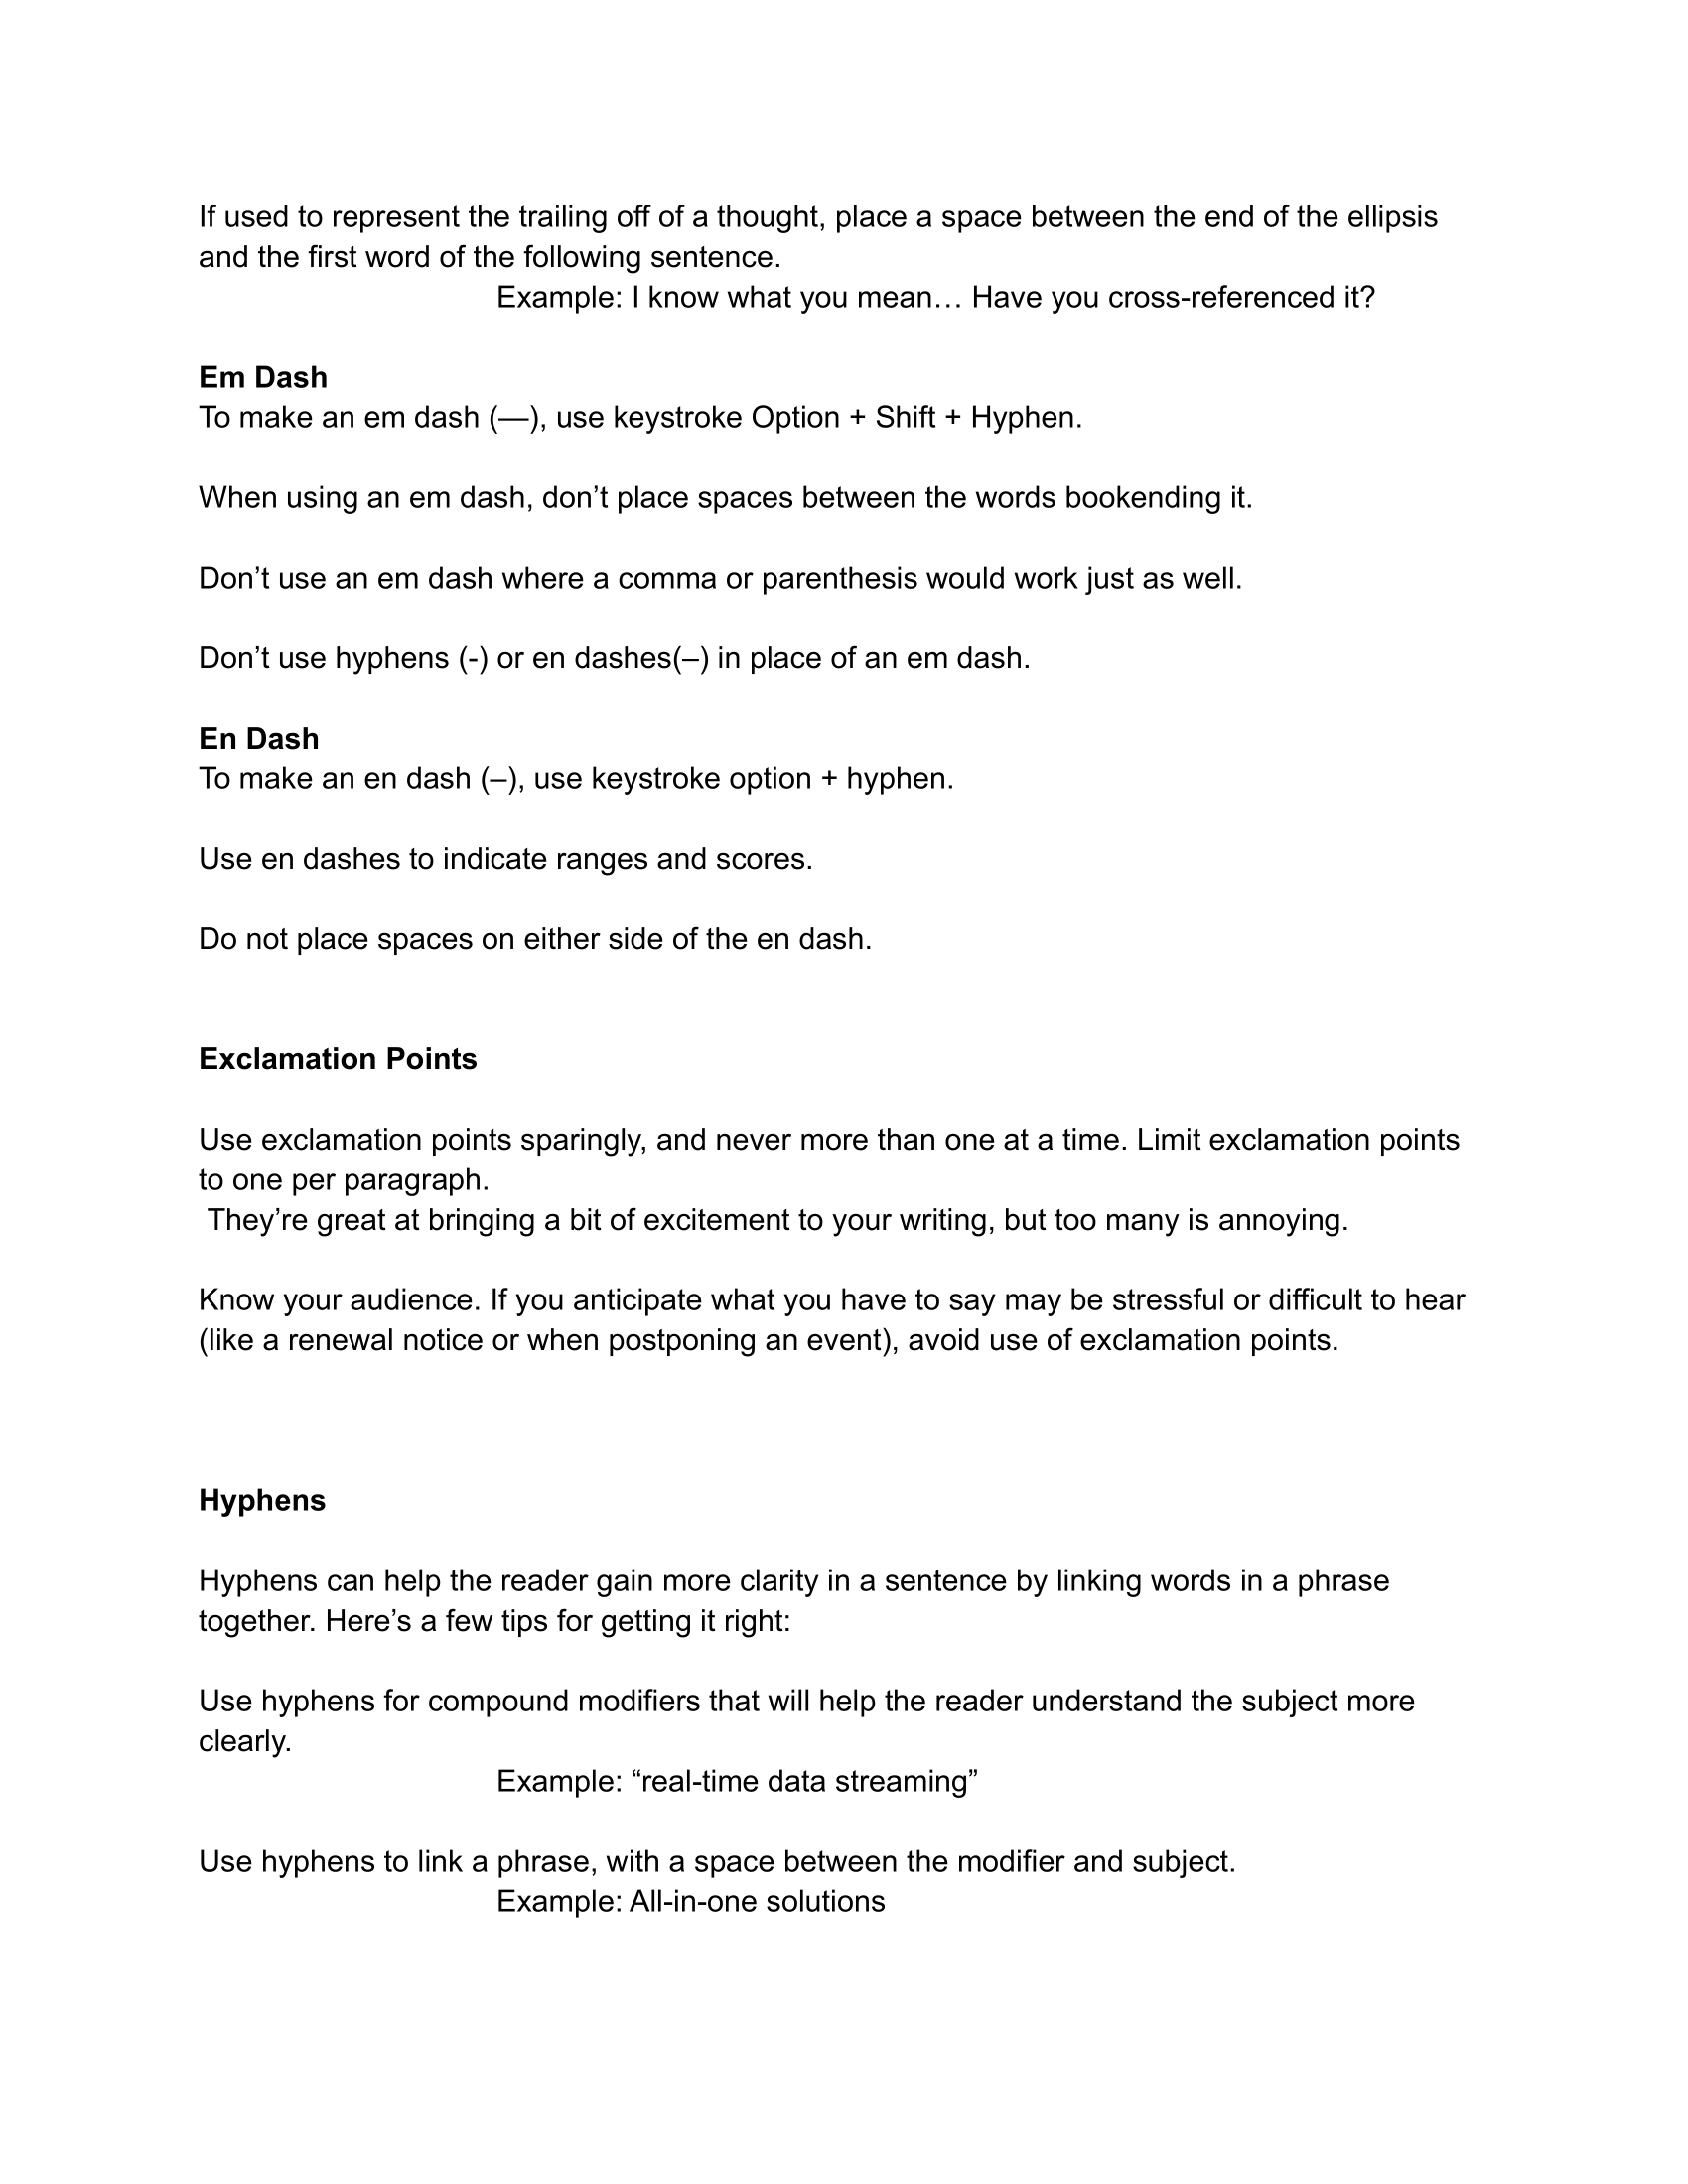 If used to represent the trailing off of a thought, place a space between the end of the ellipsis
and the first word of the following sentence.
Example: I know what you mean… Have you cross-referenced it?
Em Dash
To make an em dash (—), use keystroke Option + Shift + Hyphen.
When using an em dash, don’t place spaces between the words bookending it.
Don’t use an em dash where a comma or parenthesis would work just as well.
Don’t use hyphens (-) or en dashes(–) in place of an em dash.
En Dash
To make an en dash (–), use keystroke option + hyphen.
Use en dashes to indicate ranges and scores.
Do not place spaces on either side of the en dash.
Exclamation Points
Use exclamation points sparingly, and never more than one at a time. Limit exclamation points
to one per paragraph.
They’re great at bringing a bit of excitement to your writing, but too many is annoying.
Know your audience. If you anticipate what you have to say may be stressful or difficult to hear
(like a renewal notice or when postponing an event), avoid use of exclamation points.
Hyphens
Hyphens can help the reader gain more clarity in a sentence by linking words in a phrase
together. Here’s a few tips for getting it right:
Use hyphens for compound modifiers that will help the reader understand the subject more
clearly.
Example: “real-time data streaming”
Use hyphens to link a phrase, with a space between the modifier and subject.
Example: All-in-one solutions